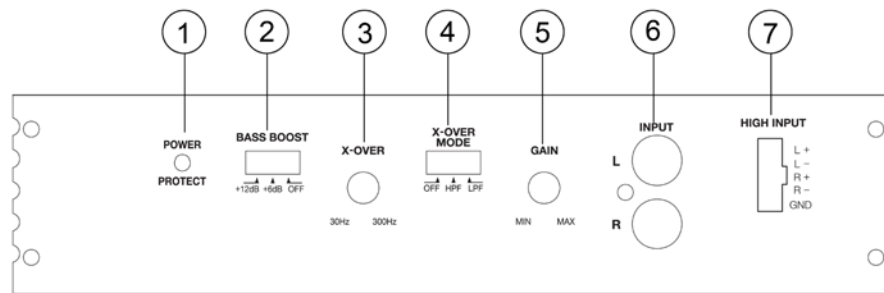 1 2 3 4 5 6 7
POWER
PROTECT
BASS BOOST
+12dB +6dB OFF
X-OVER
30Hz 300Hz
X-OVER
MODE
OFF HPF LPF
GAIN
MIN MAX
INPUT
L
R
HIGH INPUT
L +
L -
R +
R -
GND